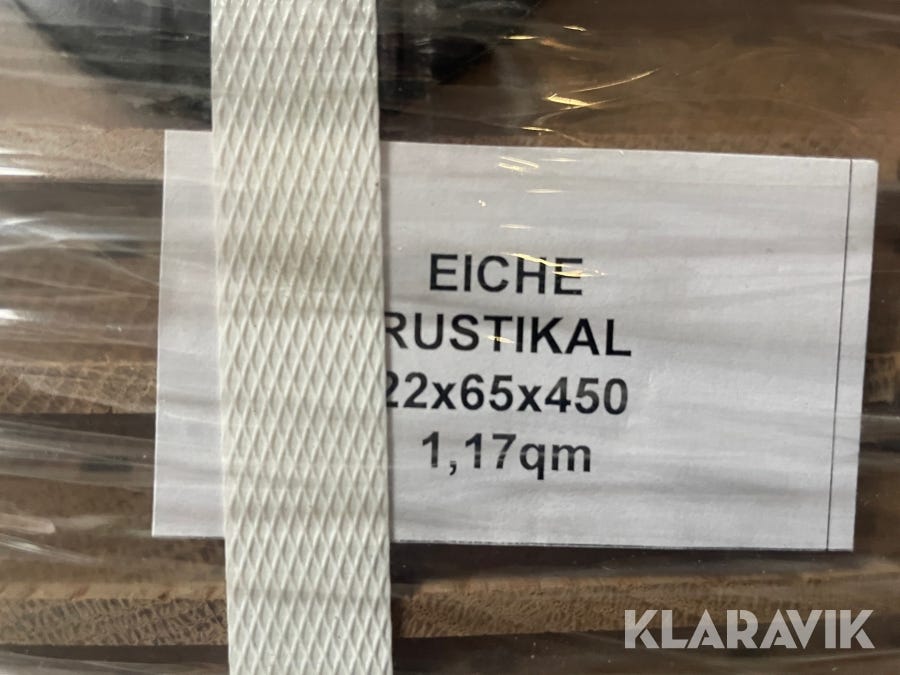 EICHE
RUSTIKAL
22x65x450
1,17qm
KLARAVIK